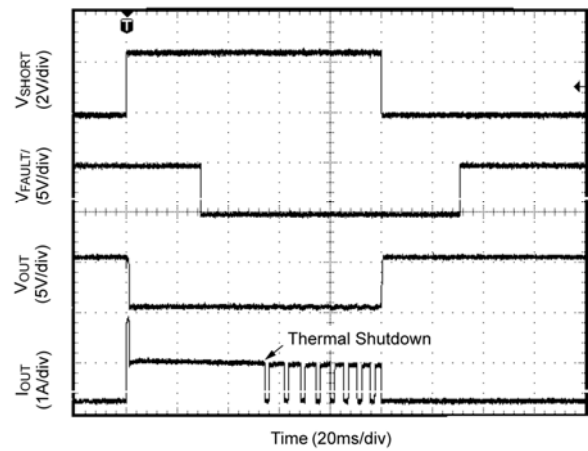 T
VSHORT
(2V/div)
VFAULT/
(5V/div)
VOUT
(5V/div)
Thermal Shutdown
IOUT
(1A/div)
Time (20ms/div)